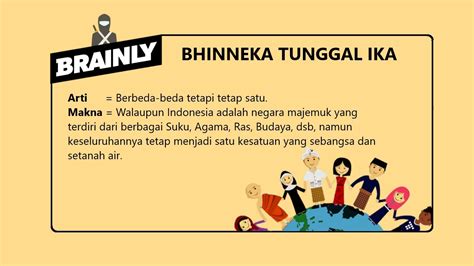 BRAINLY
BHINNEKA TUNGGAL IKA
Arti = Berbeda-beda tetapi tetap satu.
Makna = Walaupun Indonesia adalah negara majemuk yang
terdiri dari berbagai Suku, Agama, Ras, Budaya, dsb, namun
keseluruhannya tetap menjadi satu kesatuan yang sebangsa dan
setanah air.